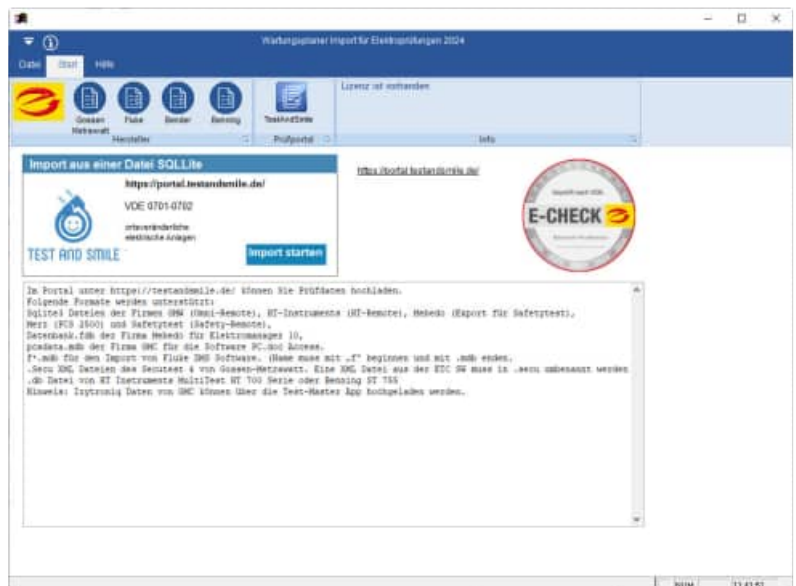 Wartungsplaner Import für Elektroprüfungen 2024
Datei Start Hilfe
Gossen Metrawatt
Fluke
Bender
Benning
TestAndSmile
Hersteller
Prüfportal
Lizenz ist vorhanden
Info
Import aus einer Datei SQLLite
https://portal.testandsmile.de/
VDE 0701-0702
ortsveränderliche
elektrische Anlagen
TEST AND SMILE
Import starten
https://portal.testandsmile.de/
E-CHECK
Im Portal unter https://testandsmile.de/ können Sie Prüfdaten hochladen.
Folgende Formate werden unterstützt:
Sqlite3 Dateien der Firmen GMW (Omni-Remote), HT-Instruments (HT-Remote), Mebedo (Export für Safetytest),
Merz (PCS 2500) und Safetytest (Safety-Remote),
Datenbank.fdb der Firma Mebedo für Elektromanager 10,
pcedata.mdb der Firma GMC für die Software PC.doc Access.
f*.mdb für den Import von Fluke DMS Software. (Name muss mit „f" beginnen und mit .mdb enden.
.Secu XML Dateien des Secutest 4 von Gossen-Metrawatt. Eine XML Datei aus der ETC SW muss in .secu umbenannt werden
.db Datei von HT Instruments MultiTest HT 700 Serie oder Benning ST 755
Hinweis: Izytroniq Daten von GMC können über die Test-Master App hochgeladen werden.
NUM